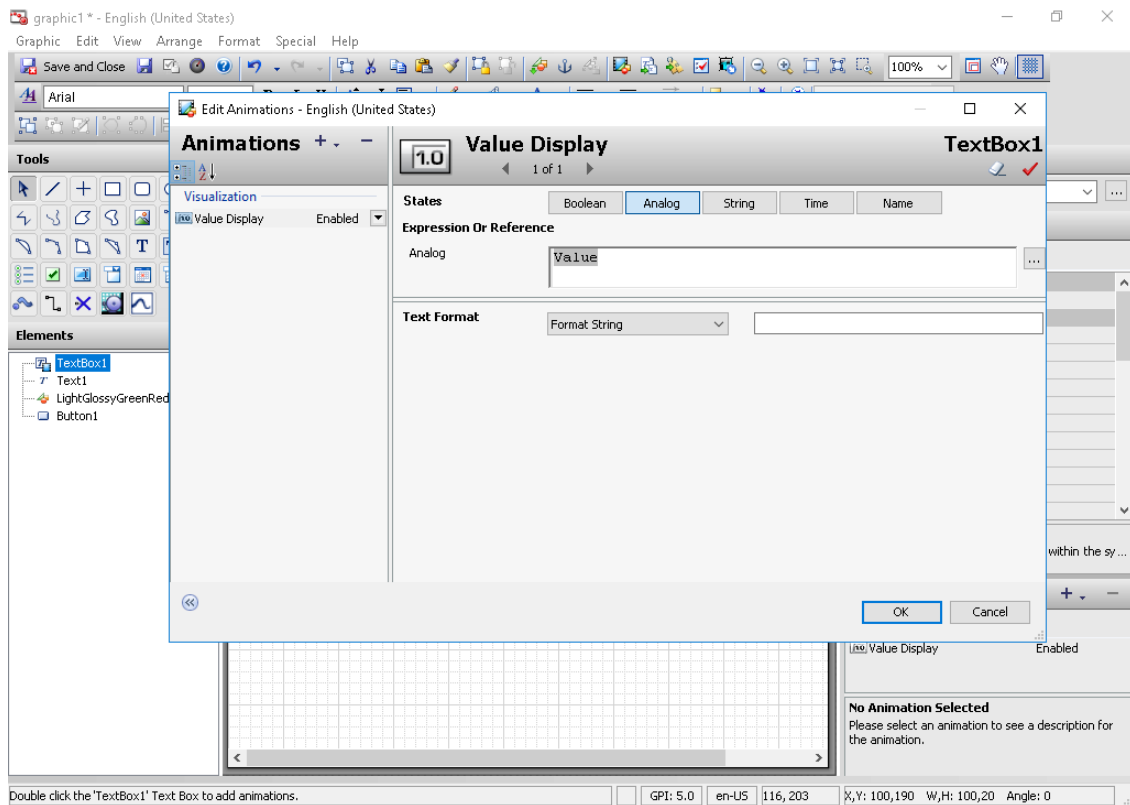 graphic1 * - English (United States)
Graphic Edit View Arrange Format Special Help
Save and Close 100%
Arial
Edit Animations - English (United States)
Animations
Value Display
TextBox1
1.0
1 of 1
Tools
Visualization
Value Display Enabled
States
Boolean Analog String Time Name
Expression Or Reference
Analog
Value
...
Text Format
Format String
Elements
TextBox1
Text1
LightGlossyGreenRed
Button1
within the sy...
OK Cancel
Value Display Enabled
No Animation Selected
Please select an animation to see a description for
the animation.
Double click the 'TextBox1' Text Box to add animations. GPI: 5.0 en-US 116, 203 X,Y: 100,190 W,H: 100,20 Angle: 0